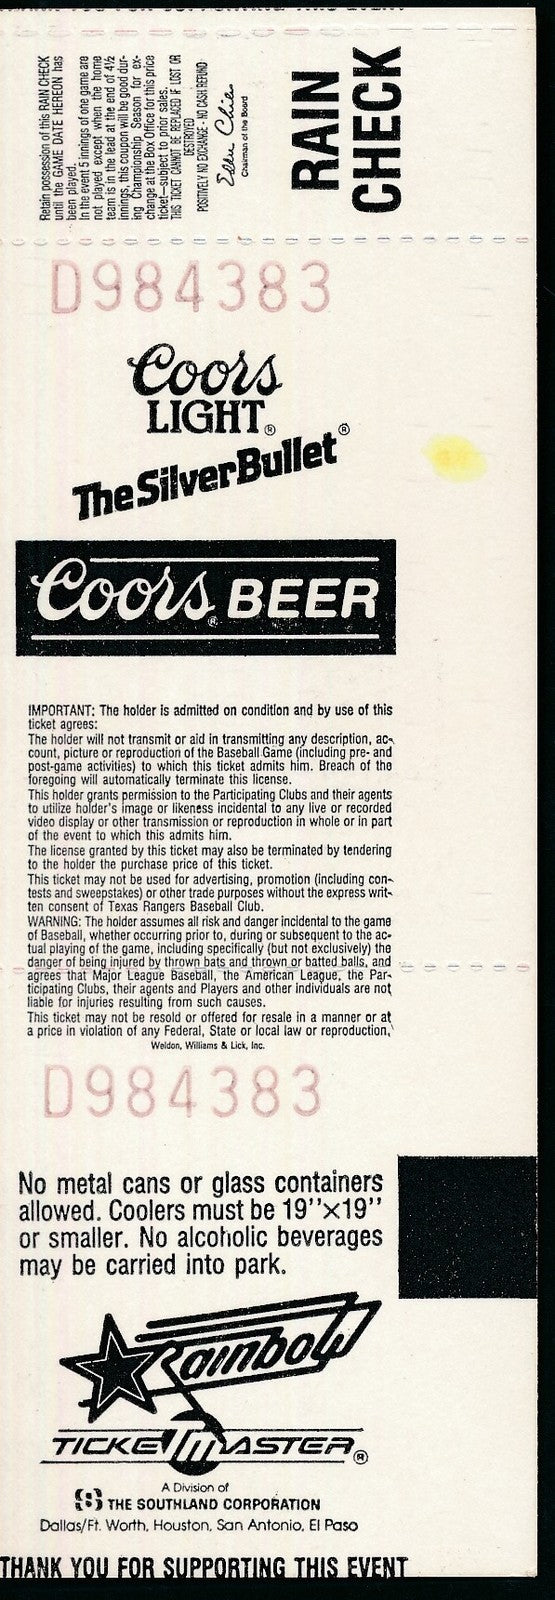 RAIN
CHECK
Retain possession of this RAIN CHECK
until the GAME DATE HEREON has
been played.
In the event 5 innings of one game are
not played except when the home
team is in the lead at the end of 4½
innings, this coupon will be good dur-
ing Championship Season for ex-
change at the Box Office for this price
ticket—subject to prior sales.
THIS TICKET CANNOT BE REPLACED IF LOST OR
DESTROYED
POSITIVELY NO EXCHANGE - NO CASH REFUND
Chairman of the Board
D984383
Coors
LIGHT®
The Silver Bullet®
Coors® BEER
IMPORTANT: The holder is admitted on condition and by use of this
ticket agrees:
The holder will not transmit or aid in transmitting any description, ac-
count, picture or reproduction of the Baseball Game (including pre- and
post-game activities) to which this ticket admits him. Breach of the
foregoing will automatically terminate this license.
This holder grants permission to the Participating Clubs and their agents
to utilize holder's image or likeness incidental to any live or recorded
video display or other transmission or reproduction in whole or in part
of the event to which this admits him.
The license granted by this ticket may also be terminated by tendering
to the holder the purchase price of this ticket.
This ticket may not be used for advertising, promotion (including con-
tests and sweepstakes) or other trade purposes without the express writ-
ten consent of Texas Rangers Baseball Club.
WARNING: The holder assumes all risk and danger incidental to the game
of Baseball, whether occurring prior to, during or subsequent to the ac-
tual playing of the game, including specifically (but not exclusively) the
danger of being injured by thrown bats and thrown or batted balls, and
agrees that Major League Baseball, the American League, the Par-
ticipating Clubs, their agents and Players and other individuals are not
liable for injuries resulting from such causes.
This ticket may not be resold or offered for resale in a manner or at
a price in violation of any Federal, State or local law or reproduction,
Weldon, Williams & Lick, Inc.
D984383
No metal cans or glass containers
allowed. Coolers must be 19''×19''
or smaller. No alcoholic beverages
may be carried into park.
Rainbow
TICKETMASTER®
A Division of
THE SOUTHLAND CORPORATION
Dallas/Ft. Worth, Houston, San Antonio, El Paso
THANK YOU FOR SUPPORTING THIS EVENT